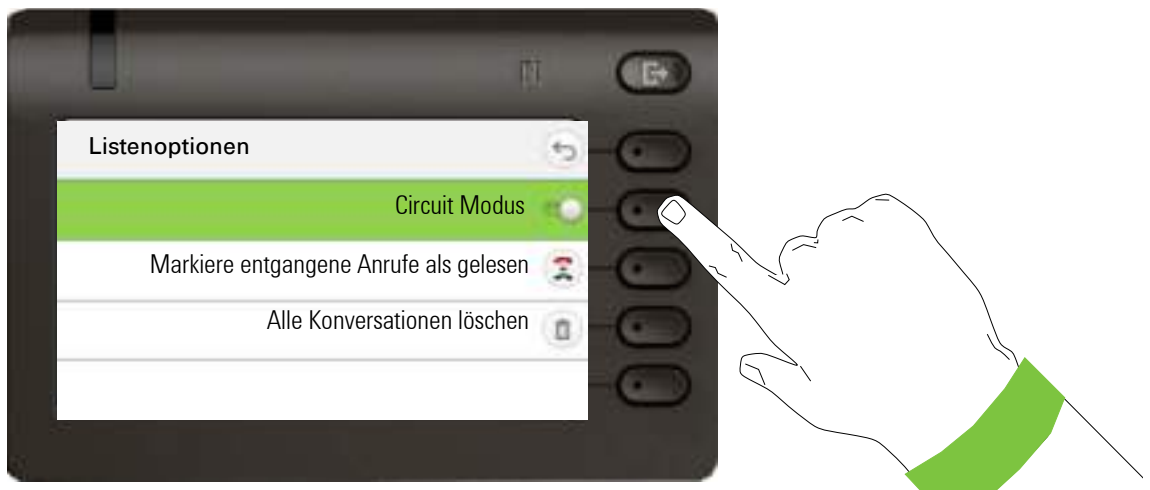 Listenoptionen
Circuit Modus
Markiere entgangene Anrufe als gelesen
Alle Konversationen löschen